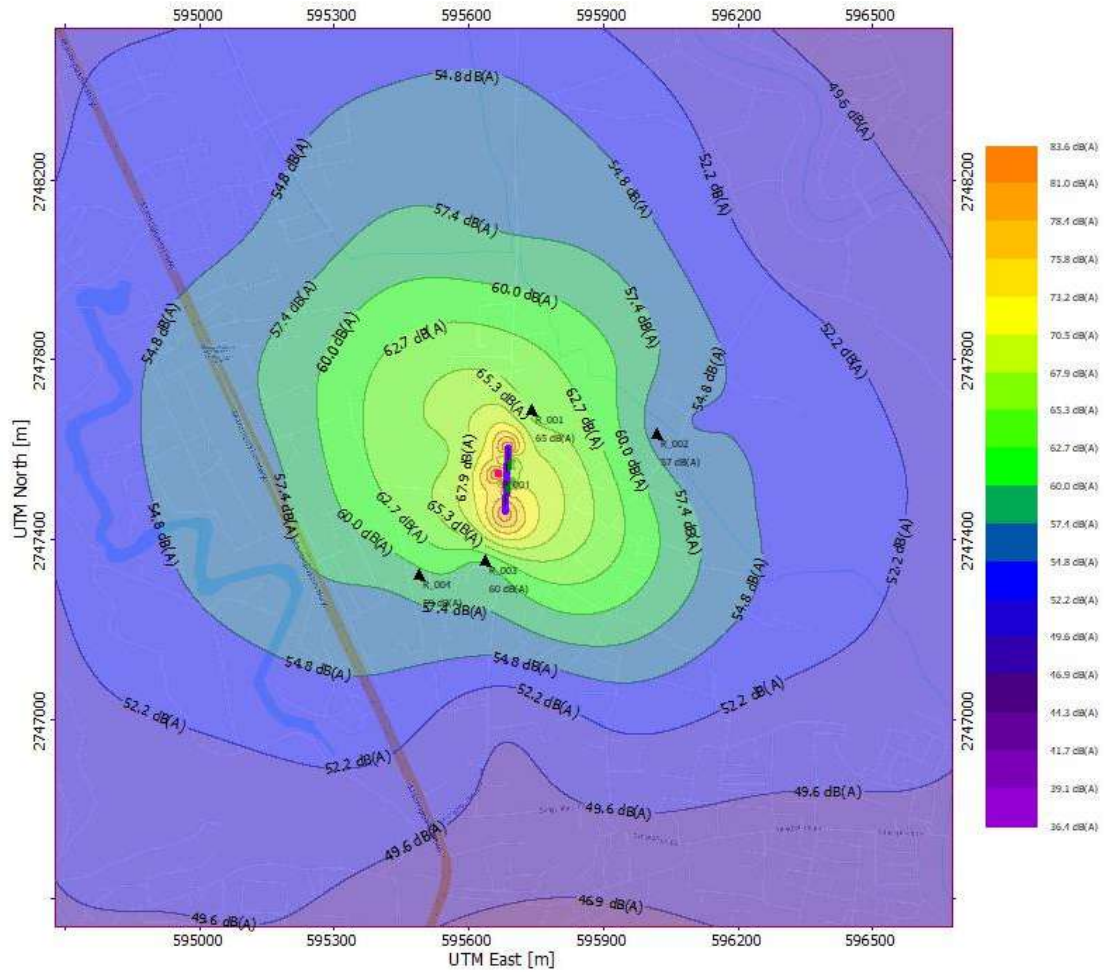 595000 595300 595600 595900 596200 596500
54.8 dB(A)
49.6 dB(A)
54.8 dB(A)
54.8 dB(A)
52.2 dB(A)
2748200
2748200
57.4 dB(A)
60.0 dB(A)
57.4 dB(A)
57.4 dB(A)
54.8 dB(A)
60.0 dB(A)
62.7 dB(A)
52.2 dB(A)
2747800
2747800
65.3 dB(A)
54.8 dB(A)
62.7 dB(A)
R_001
65 dB(A)
60.0 dB(A)
R_002
57 dB(A)
67.9 dB(A)
57.4 dB(A)
62.7 dB(A)
60.0 dB(A)
65.3 dB(A)
57.4 dB(A)
54.8 dB(A)
52.2 dB(A)
2747400
2747400
R_003
60 dB(A)
R_004
57.4 dB(A)
54.8 dB(A)
54.8 dB(A)
54.8 dB(A)
52.2 dB(A)
52.2 dB(A)
52.2 dB(A)
52.2 dB(A)
2747000
2747000
49.6 dB(A)
49.6 dB(A)
49.6 dB(A)
49.6 dB(A)
46.9 dB(A)
595000 595300 595600 595900 596200 596500
UTM East [m]
UTM North [m]
83.6 dB(A)
81.0 dB(A)
78.4 dB(A)
75.8 dB(A)
73.2 dB(A)
70.5 dB(A)
67.9 dB(A)
65.3 dB(A)
62.7 dB(A)
60.0 dB(A)
57.4 dB(A)
54.8 dB(A)
52.2 dB(A)
49.6 dB(A)
46.9 dB(A)
44.3 dB(A)
41.7 dB(A)
39.1 dB(A)
36.4 dB(A)